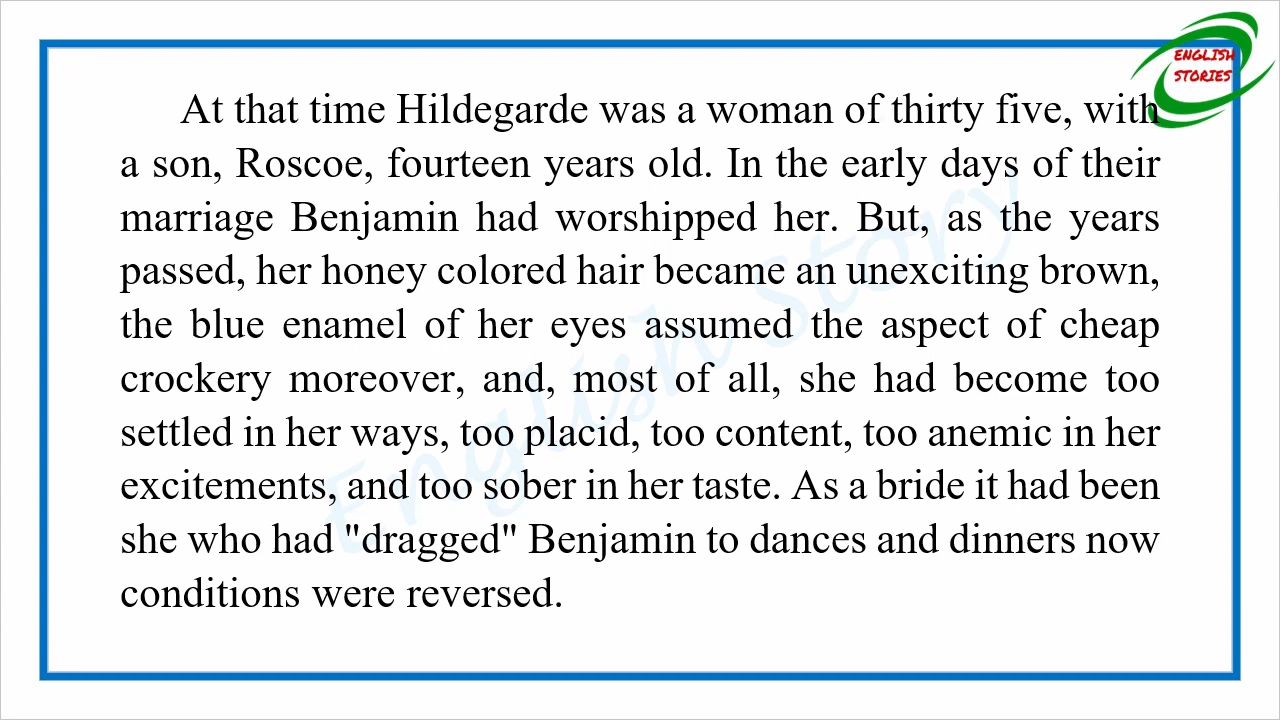 ENGLISH
STORIES
At that time Hildegarde was a woman of thirty five, with
a son, Roscoe, fourteen years old. In the early days of their
marriage Benjamin had worshipped her. But, as the years
passed, her honey colored hair became an unexciting brown,
the blue enamel of her eyes assumed the aspect of cheap
crockery moreover, and, most of all, she had become too
settled in her ways, too placid, too content, too anemic in her
excitements, and too sober in her taste. As a bride it had been
she who had "dragged" Benjamin to dances and dinners now
conditions were reversed.
English Story